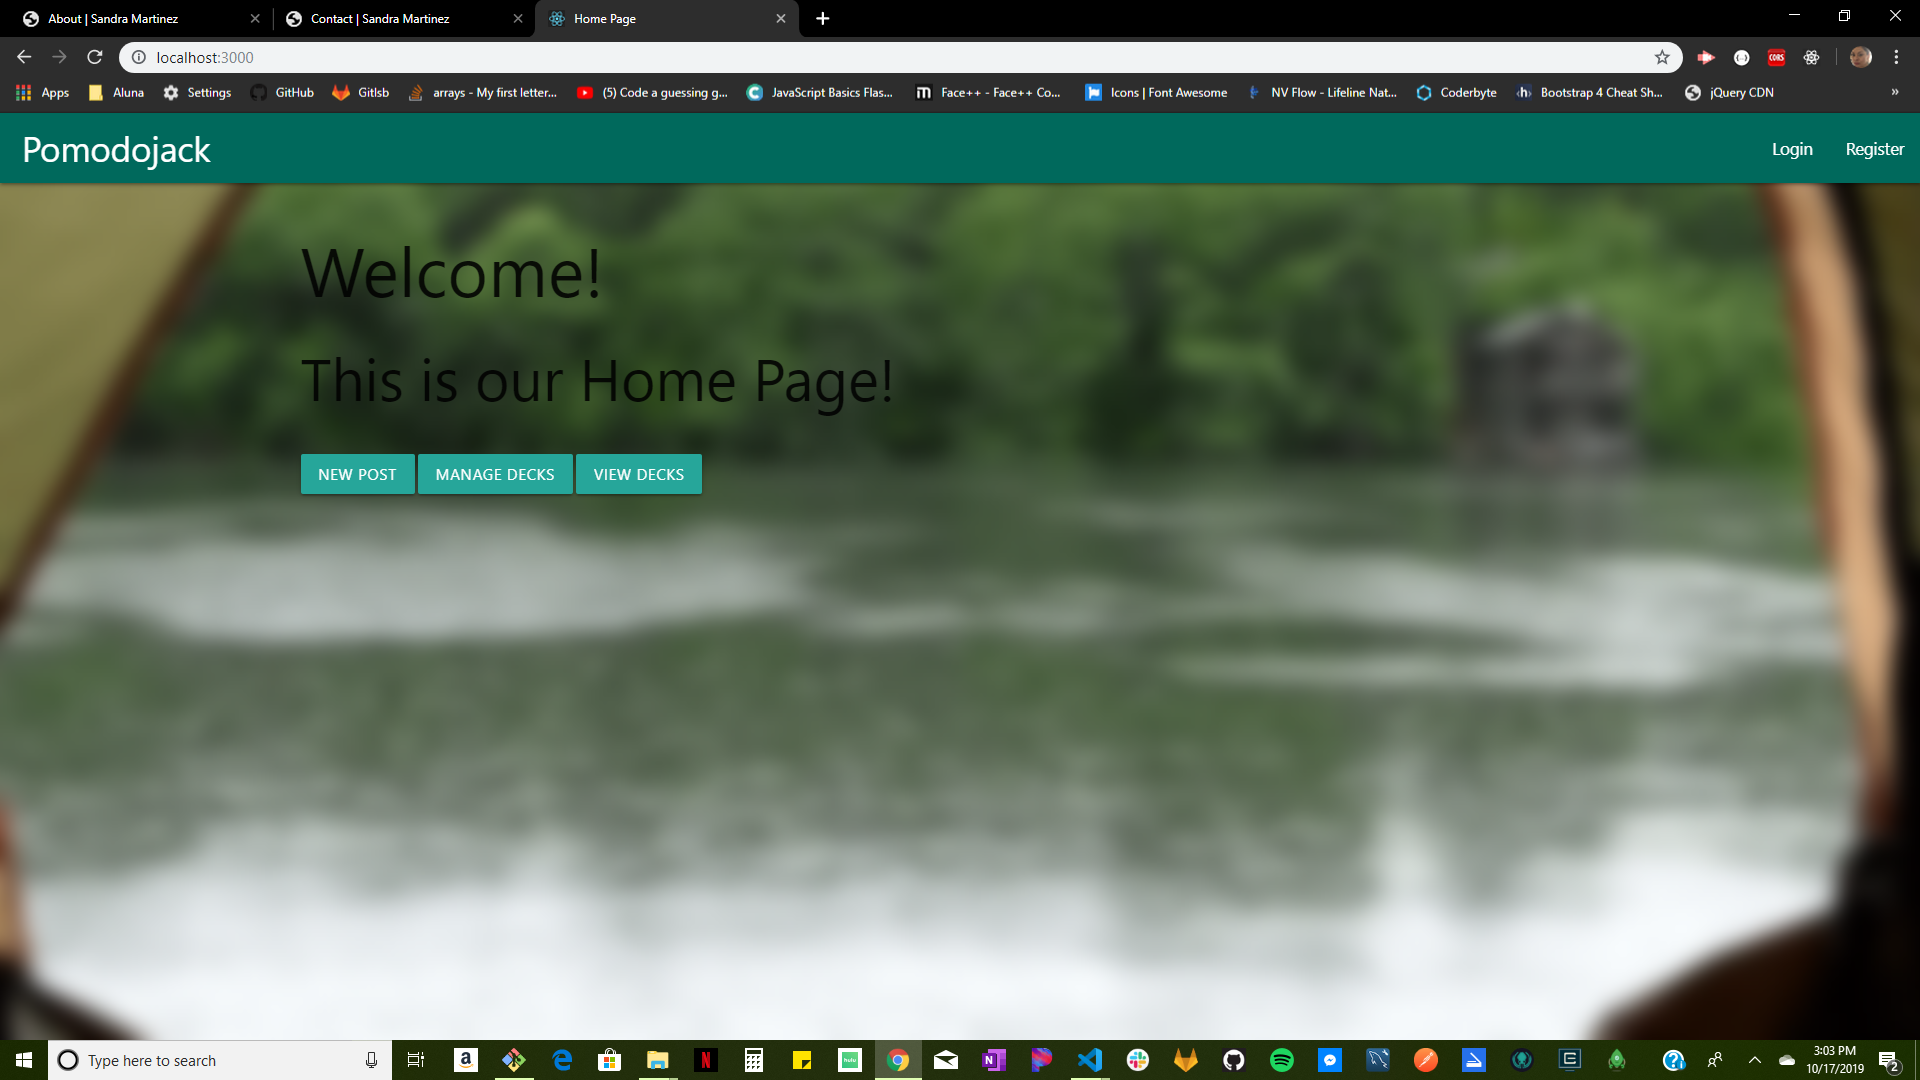 About | Sandra Martinez
Contact | Sandra Martinez
Home Page
localhost:3000
Apps
Aluna
Settings
GitHub
Gitlsb
arrays - My first letter...
(5) Code a guessing g...
JavaScript Basics Flas...
Face++ - Face++ Co...
Icons | Font Awesome
NV Flow - Lifeline Nat...
Coderbyte
Bootstrap 4 Cheat Sh...
jQuery CDN
»
Pomodojack
Login
Register
Welcome!
This is our Home Page!
NEW POST
MANAGE DECKS
VIEW DECKS
Type here to search
3:03 PM
10/17/2019
2